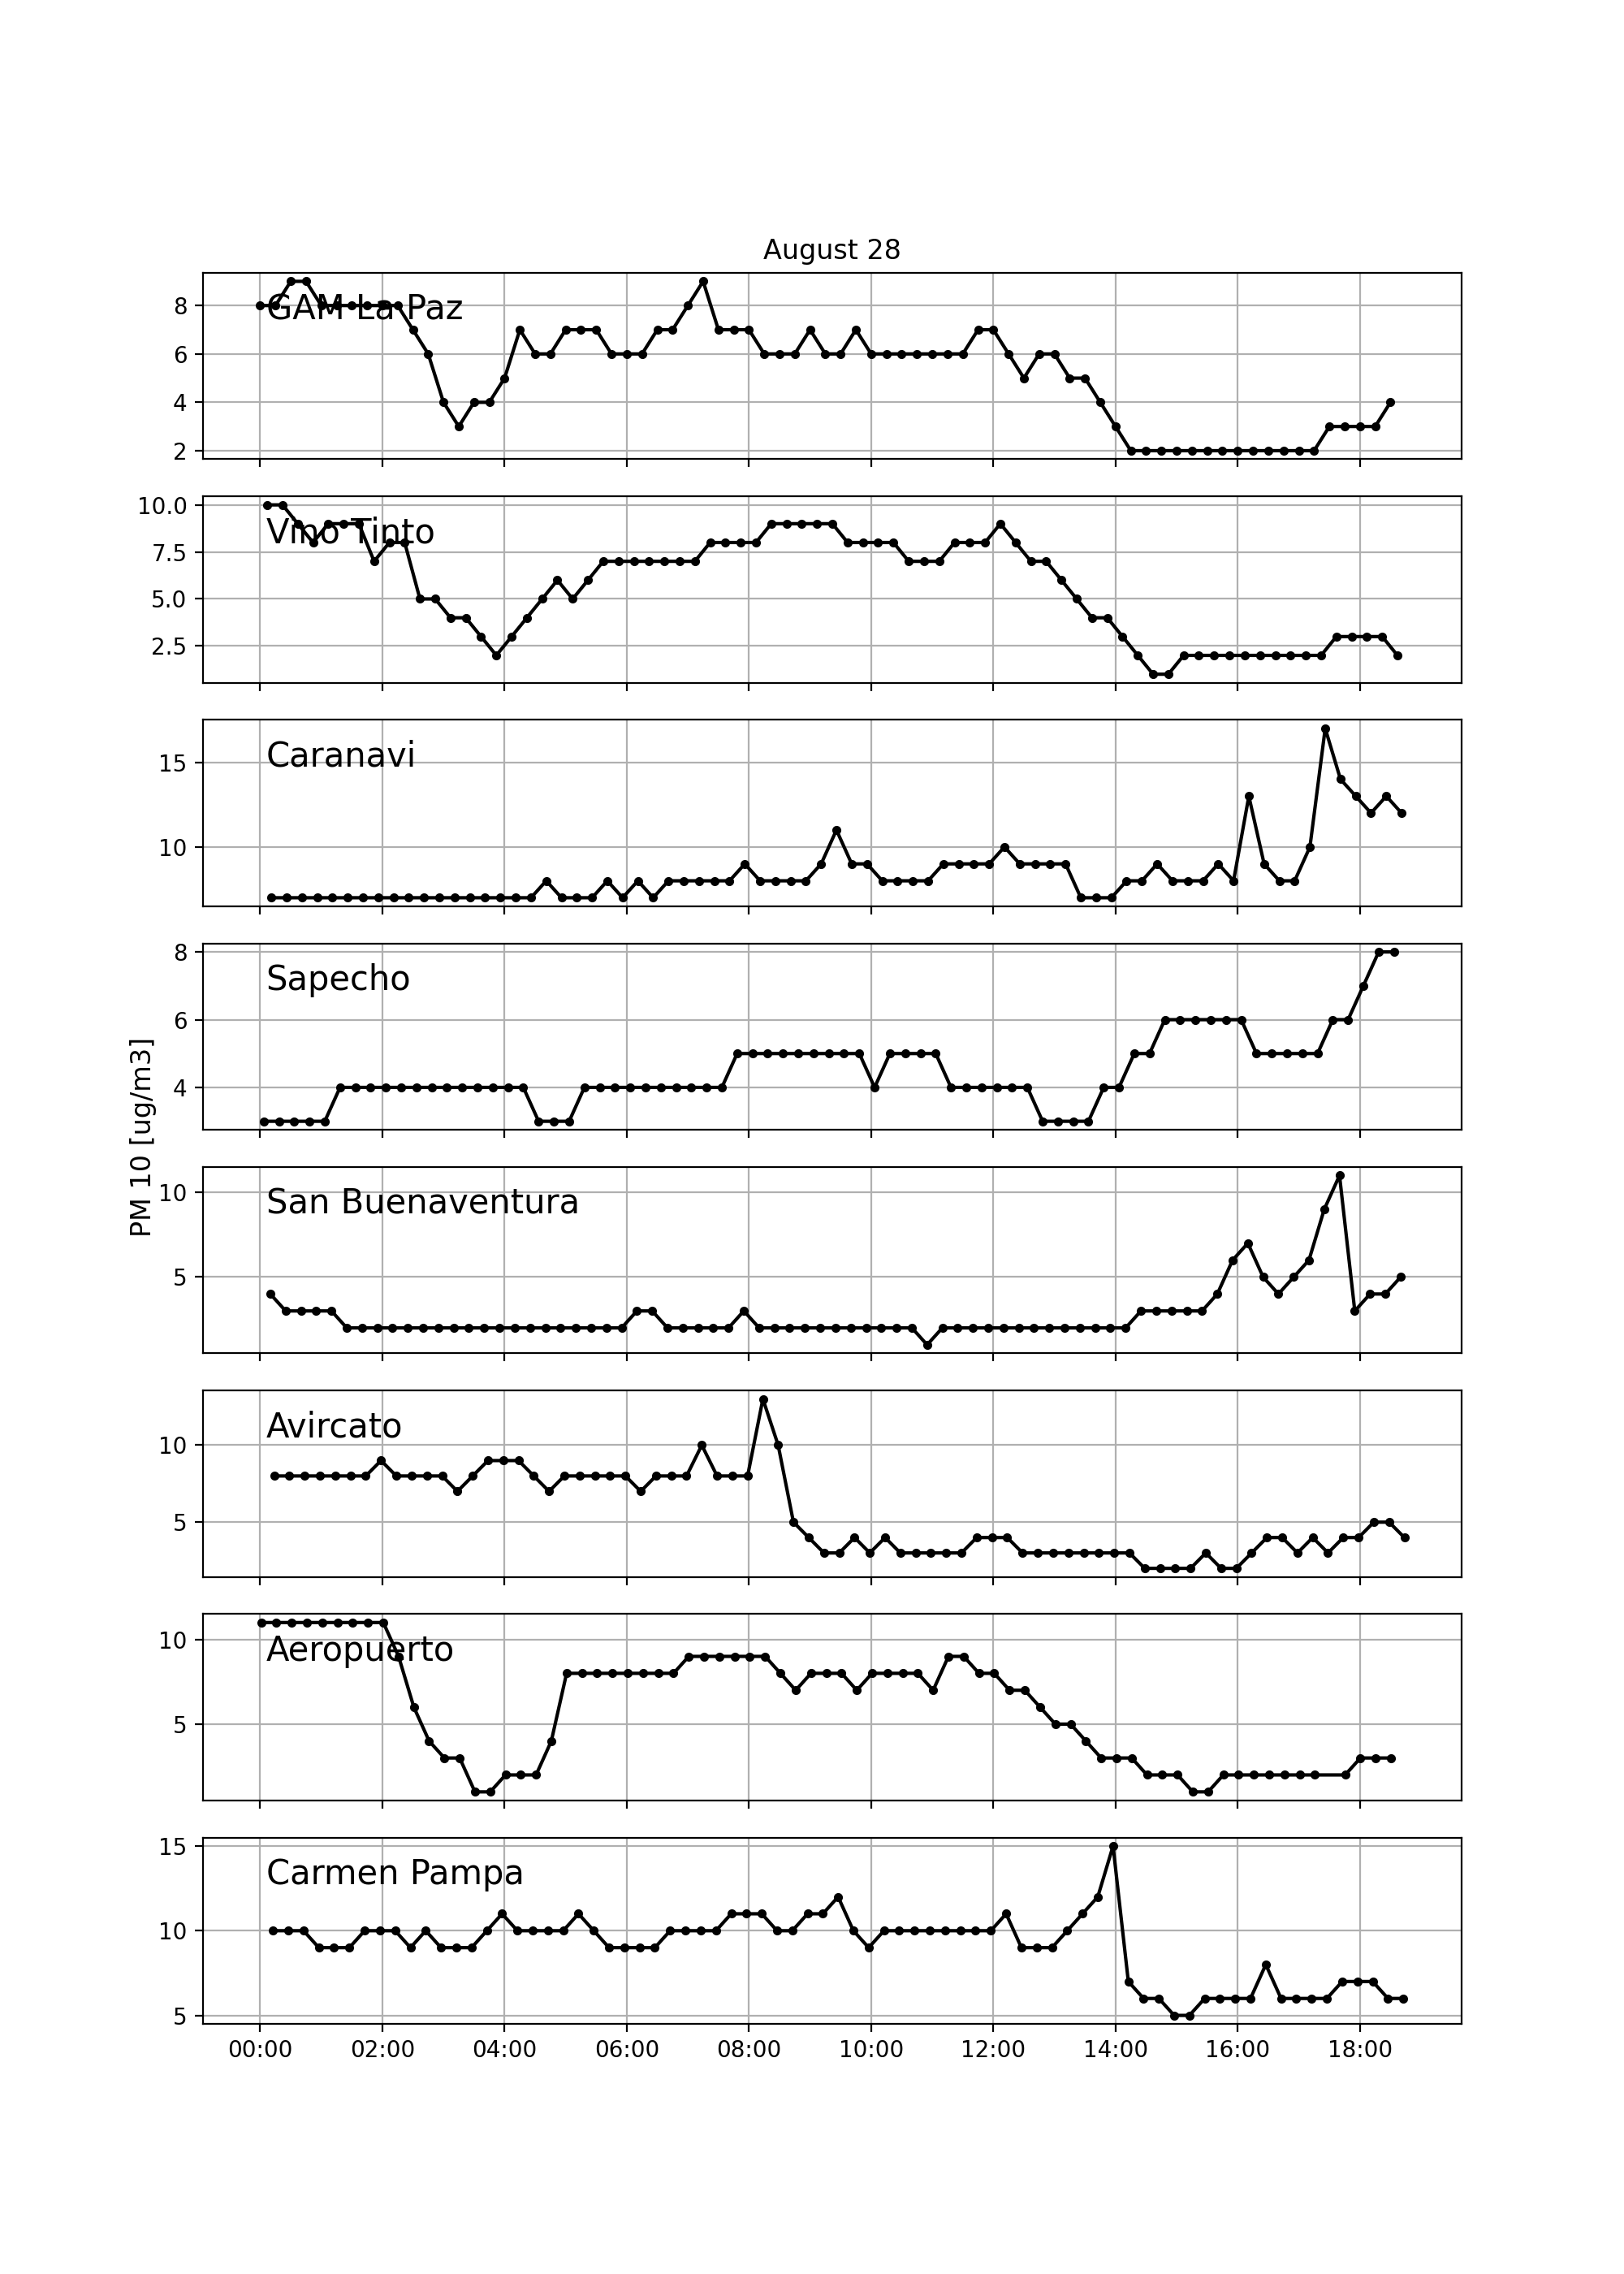 August 28
GAM La Paz
8
6
4
2
Vino Tinto
10.0
7.5
5.0
2.5
Caranavi
15
10
Sapecho
8
6
4
PM 10 [ug/m3]
San Buenaventura
10
5
Avircato
10
5
Aeropuerto
10
5
Carmen Pampa
15
10
5
00:00 02:00 04:00 06:00 08:00 10:00 12:00 14:00 16:00 18:00